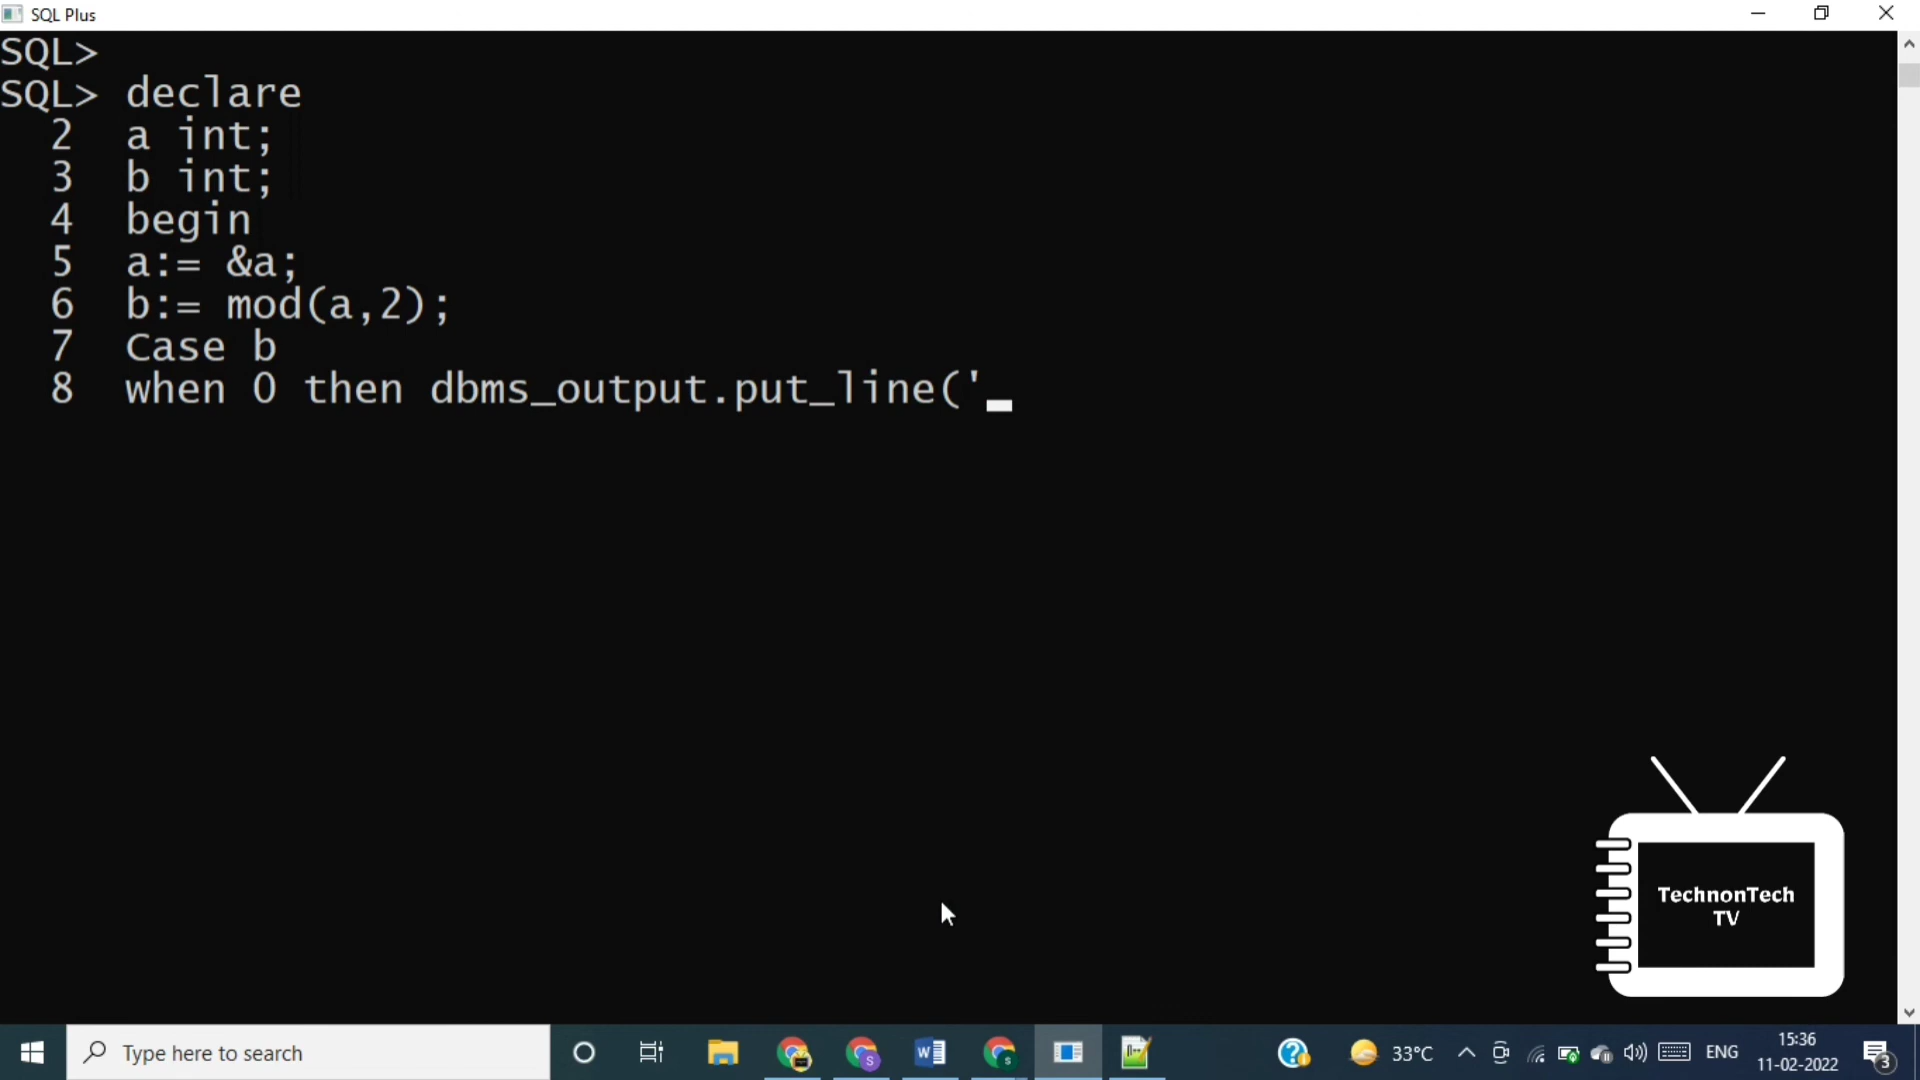 SQL Plus
SQL>
SQL> declare
2 a int;
3 b int;
4 begin
5 a:= &a;
6 b:= mod(a,2);
7 Case b
8 when 0 then dbms_output.put_line('
TechnonTech
TV
Type here to search
33°C
ENG
15:36
11-02-2022
3